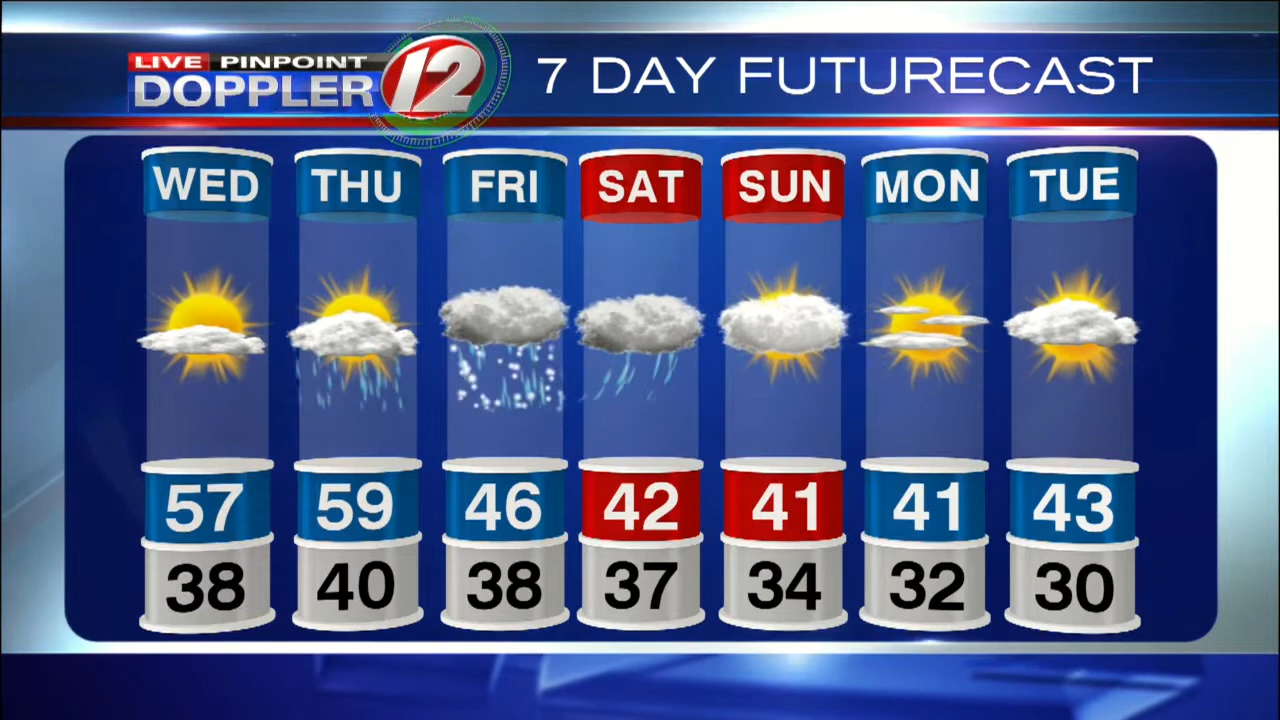 LIVE PINPOINT
DOPPLER 12
7 DAY FUTURECAST
WED THU FRI SAT SUN MON TUE
57 59 46 42 41 41 43
38 40 38 37 34 32 30